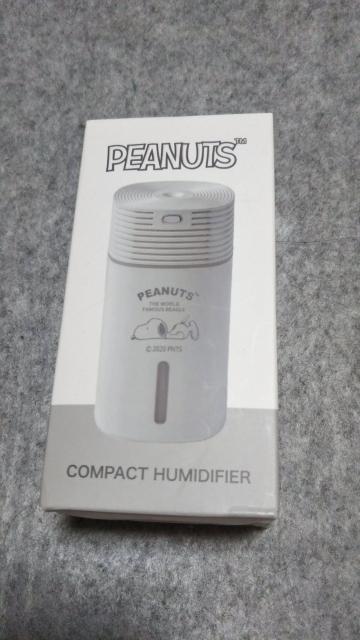 PEANUTS™
PEANUTS™
THE WORLD
FAMOUS BEAGLE
© 2020 PNTS
COMPACT HUMIDIFIER